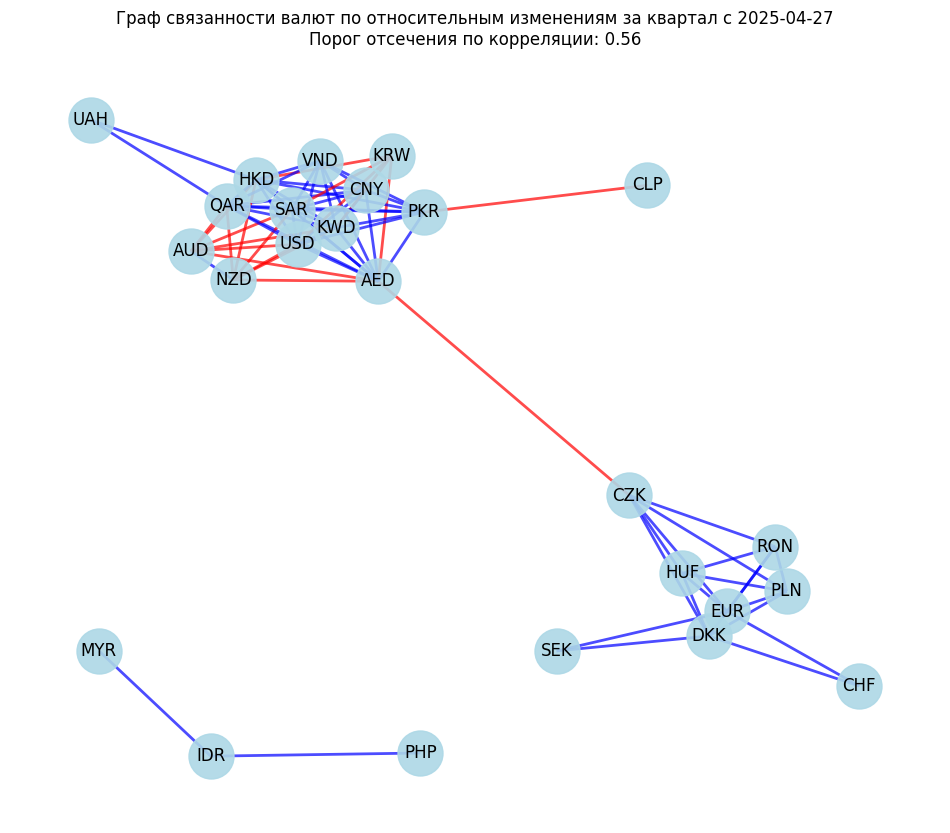 Граф связанности валют по относительным изменениям за квартал с 2025-04-27
Порог отсечения по корреляции: 0.56
UAH
VND
KRW
HKD
CNY
CLP
QAR
SAR
PKR
KWD
AUD
USD
NZD
AED
CZK
RON
HUF
PLN
EUR
DKK
MYR
SEK
CHF
IDR
PHP